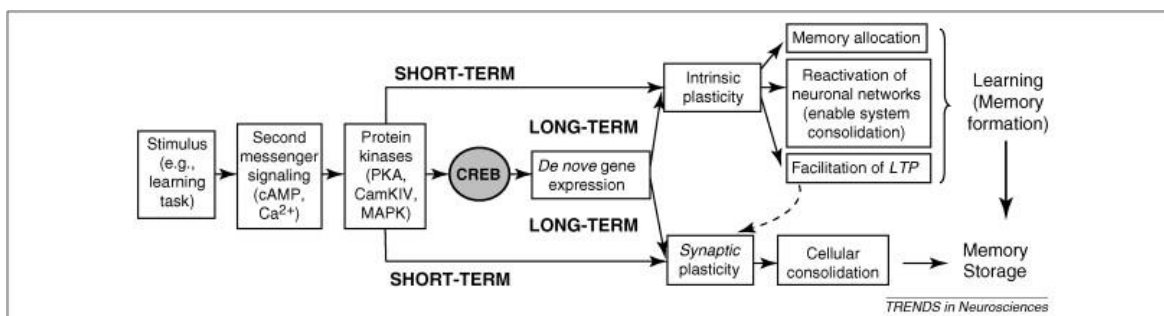 Stimulus
(e.g.,
learning
task)
Second
messenger
signaling
(cAMP,
Ca²⁺)
Protein
kinases
(PKA,
CamKIV,
MAPK)
SHORT-TERM
SHORT-TERM
CREB
LONG-TERM
De nove gene
expression
LONG-TERM
Intrinsic
plasticity
Synaptic
plasticity
Memory allocation
Reactivation of
neuronal networks
(enable system
consolidation)
Facilitation of LTP
Cellular
consolidation
Learning
(Memory
formation)
Memory
Storage
TRENDS in Neurosciences